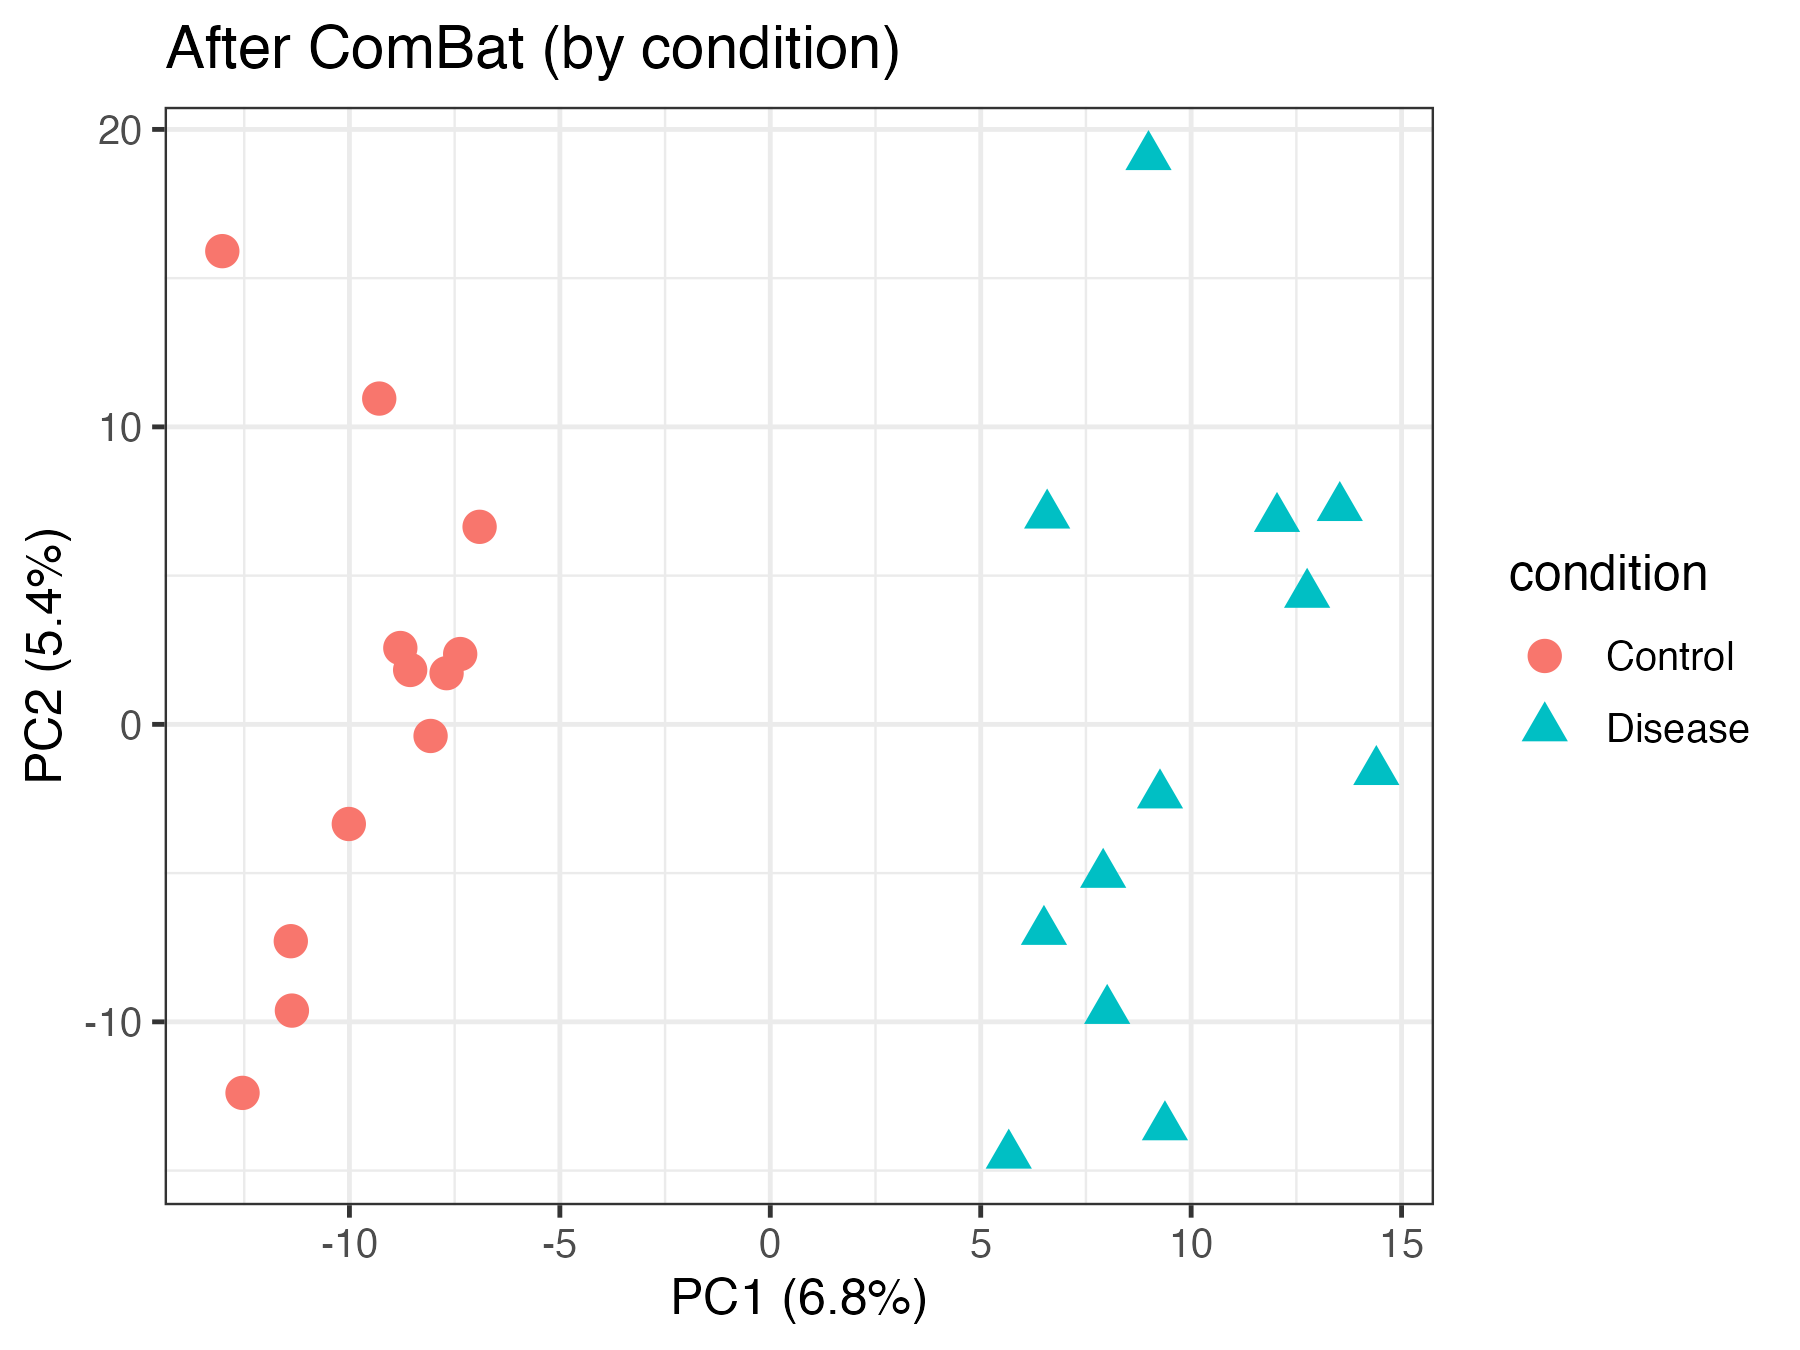 After ComBat (by condition)
20
10
0
-10
PC2 (5.4%)
-10
-5
0
5
10
15
PC1 (6.8%)
condition
Control
Disease